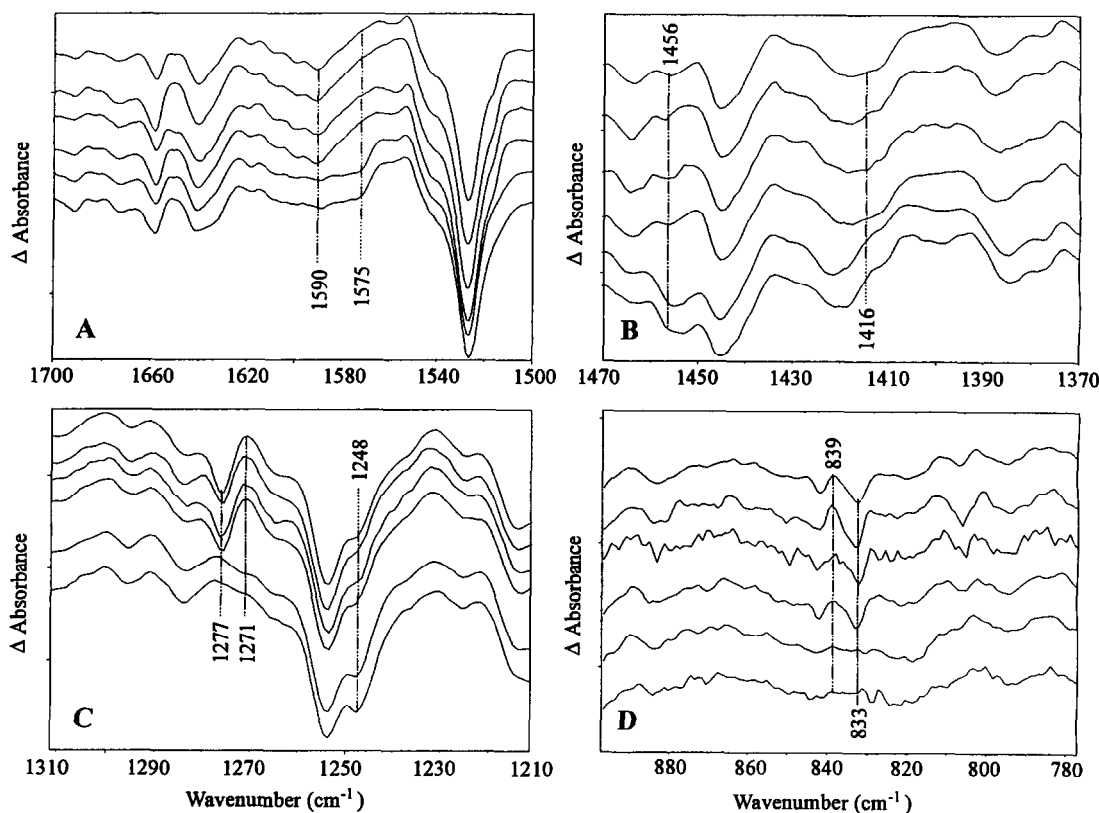 Δ Absorbance
1590
1575
A
1700 1660 1620 1580 1540 1500
Δ Absorbance
1456
1416
B
1470 1450 1430 1410 1390 1370
Δ Absorbance
1277
1271
1248
C
1310 1290 1270 1250 1230 1210
Wavenumber (cm⁻¹)
Δ Absorbance
839
833
D
880 860 840 820 800 780
Wavenumber (cm⁻¹)